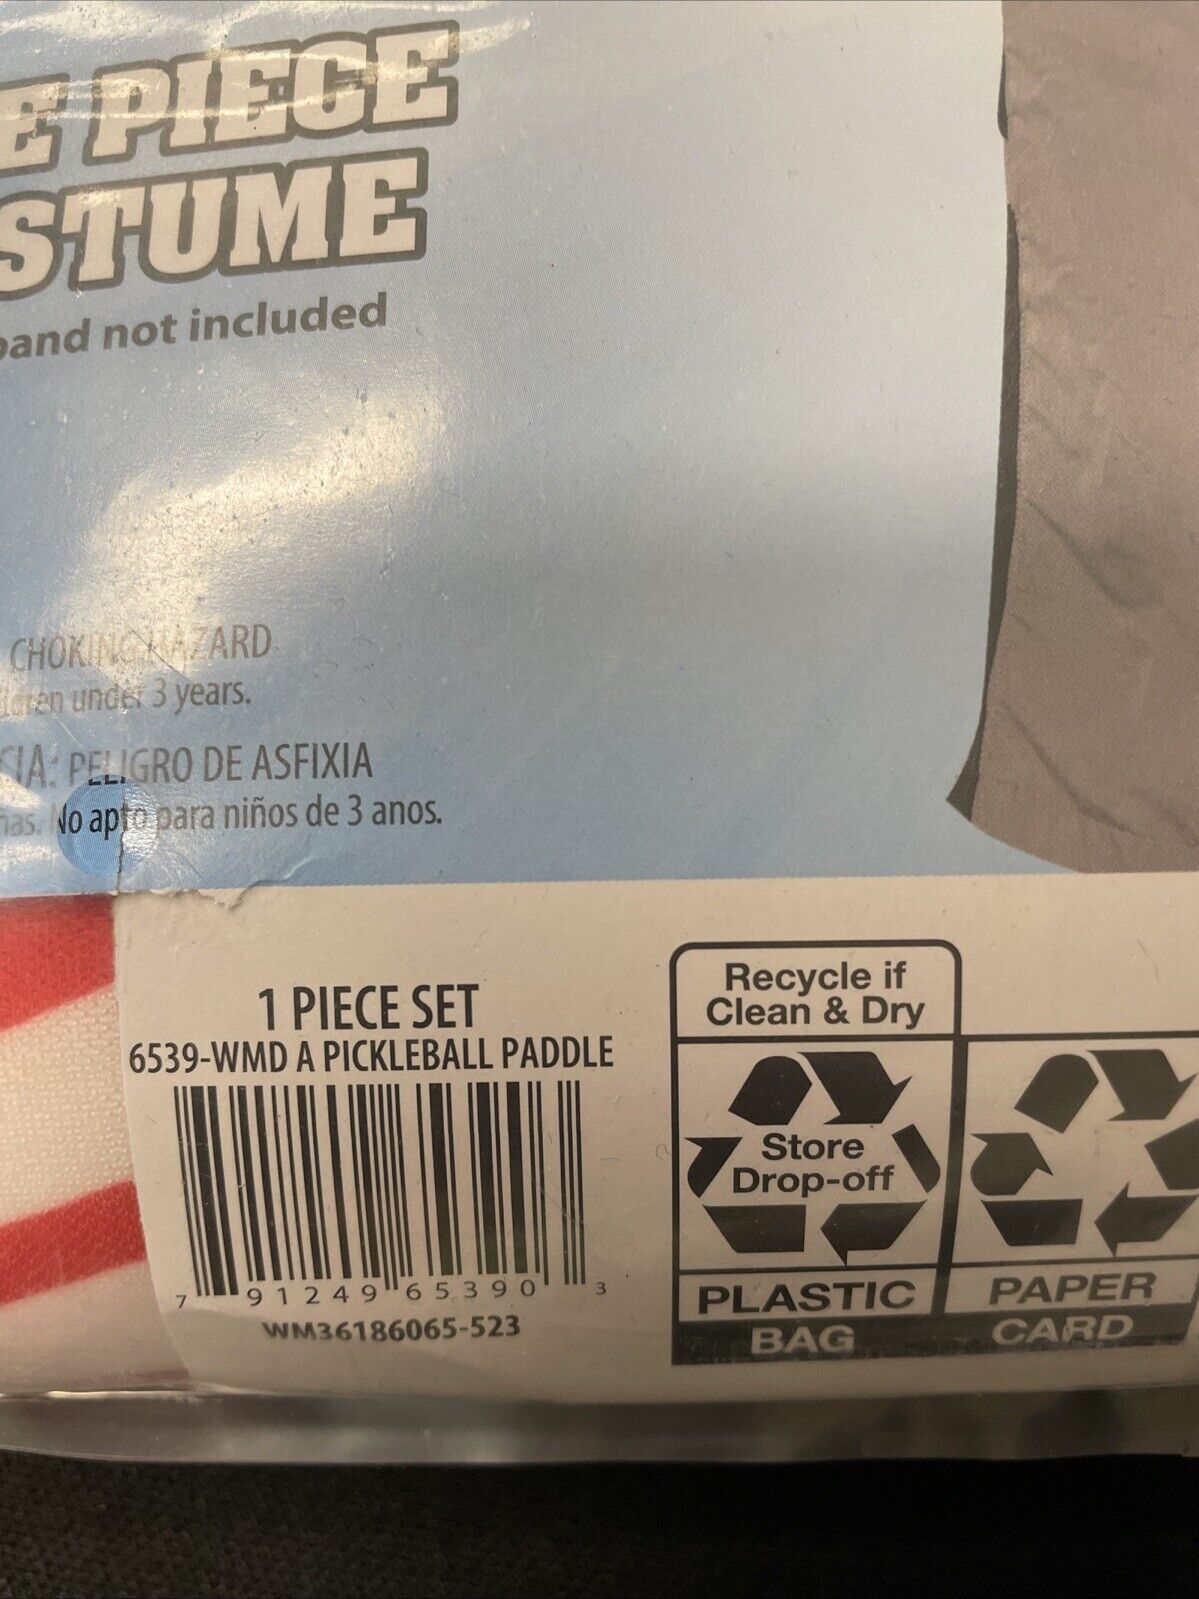 E PIECE
STUME
band not included
CHOKING HAZARD
ldren under 3 years.
CIA: PELIGRO DE ASFIXIA
ñas. No apto para niños de 3 anos.
1 PIECE SET
6539-WMD A PICKLEBALL PADDLE
7 91249 65390 3
WM36186065-523
Recycle if
Clean & Dry
Store
Drop-off
PLASTIC
BAG
PAPER
CARD